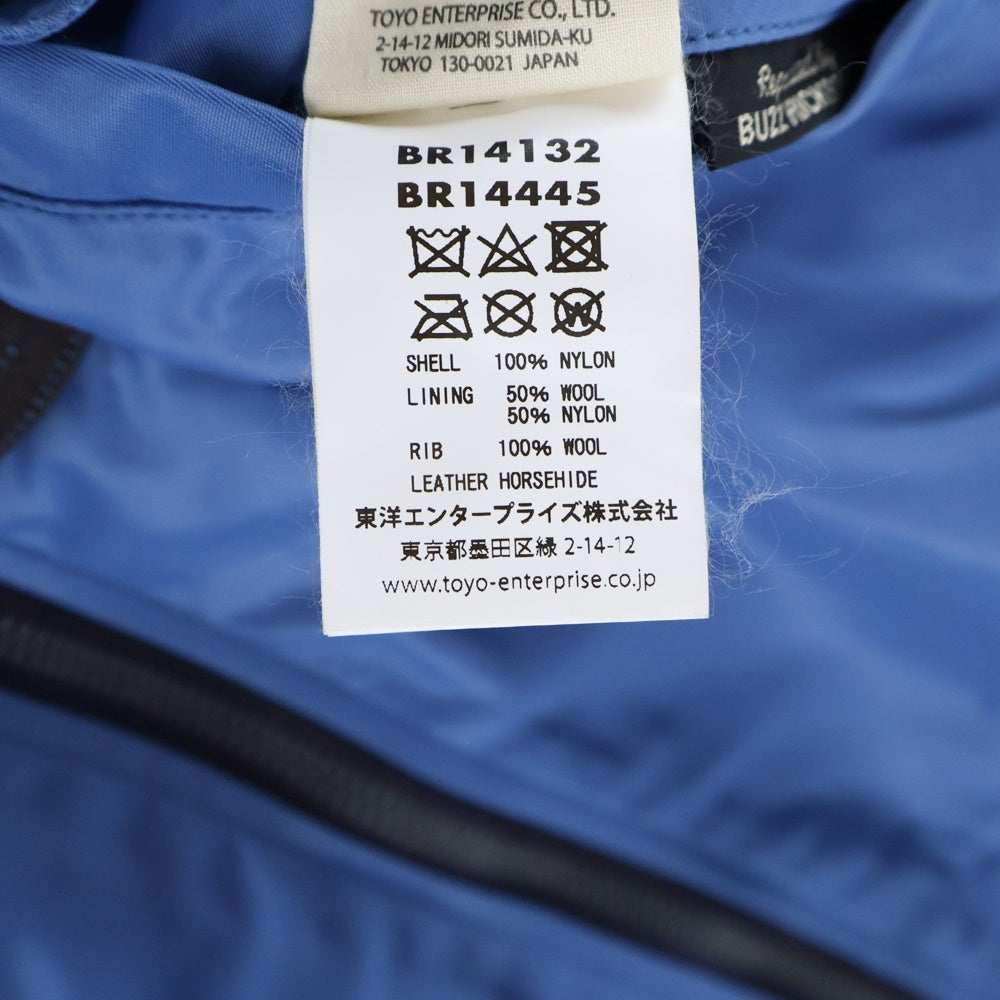 TOYO ENTERPRISE CO., LTD.
2-14-12 MIDORI SUMIDA-KU
TOKYO 130-0021 JAPAN
BR14132
BR14445
SHELL 100% NYLON
LINING 50% WOOL
50% NYLON
RIB 100% WOOL
LEATHER HORSEHIDE
東洋エンタープライズ株式会社
東京都墨田区緑 2-14-12
www.toyo-enterprise.co.jp